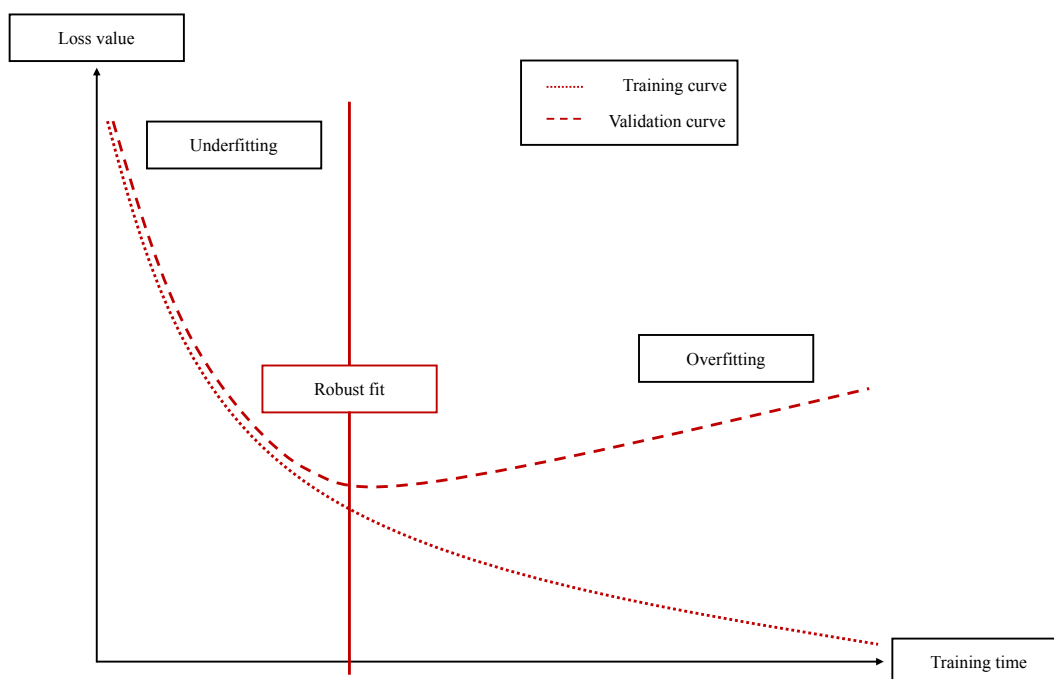 Loss value
Training curve
Validation curve
Underfitting
Overfitting
Robust fit
Training time